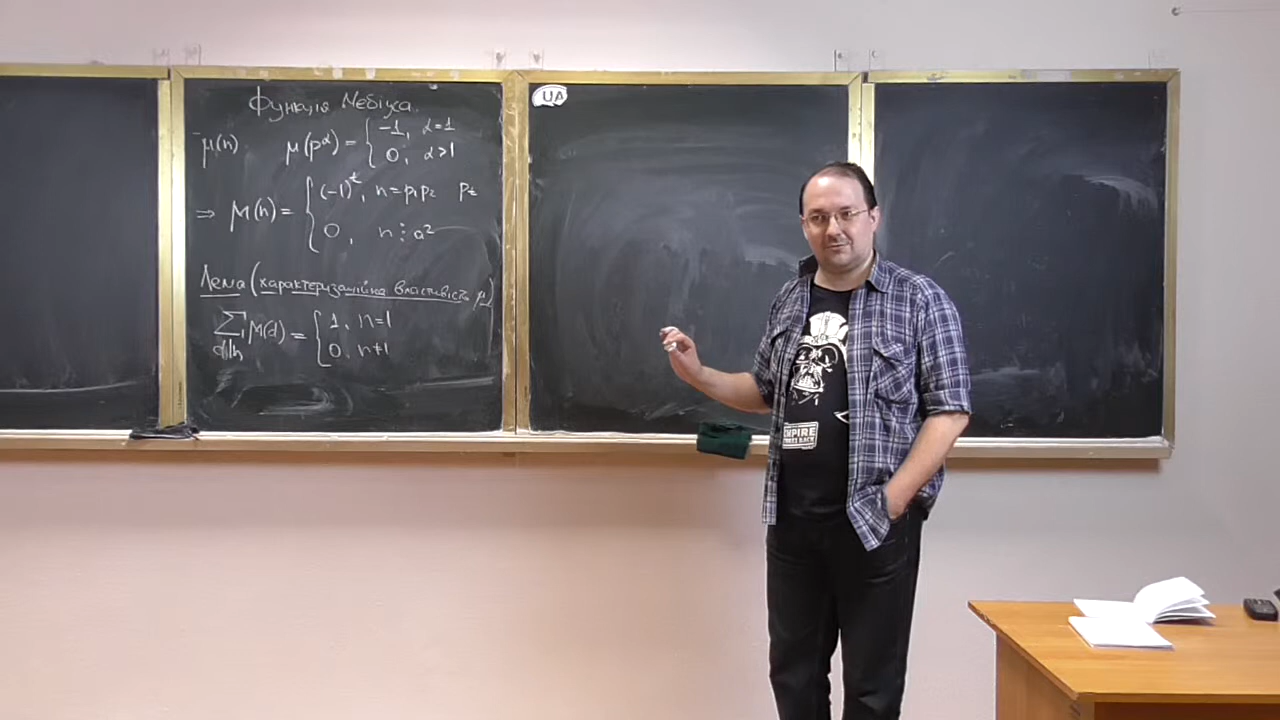 Функція Мебіуса.
μ(n) μ(p^α) = { -1, α=1
0, α>1
⇒ μ(n) = { (-1)^t, n=p₁p₂ p_t
0, n⋮a²
Лема (характеризаційна властивість μ)
∑ μ(d) = { 1, n=1
d|n 0, n≠1
UA
EMPIRE
STRIKES BACK